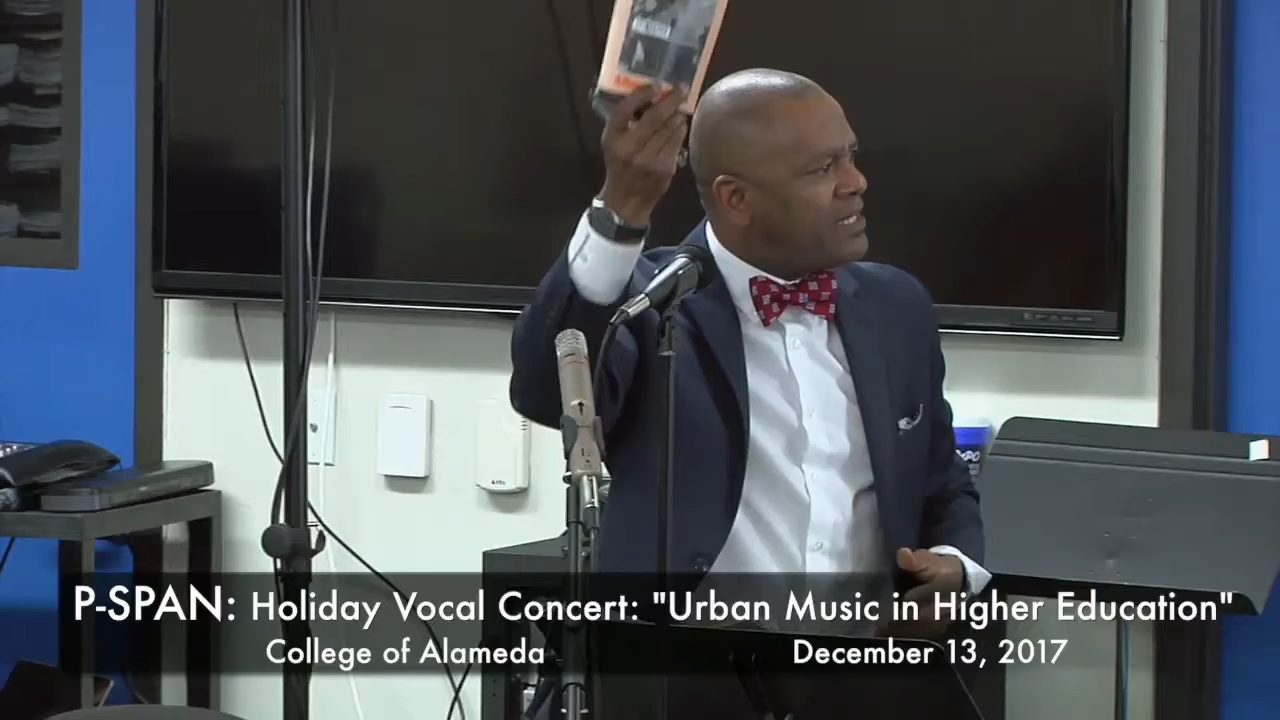 P-SPAN: Holiday Vocal Concert: "Urban Music in Higher Education"
College of Alameda December 13, 2017